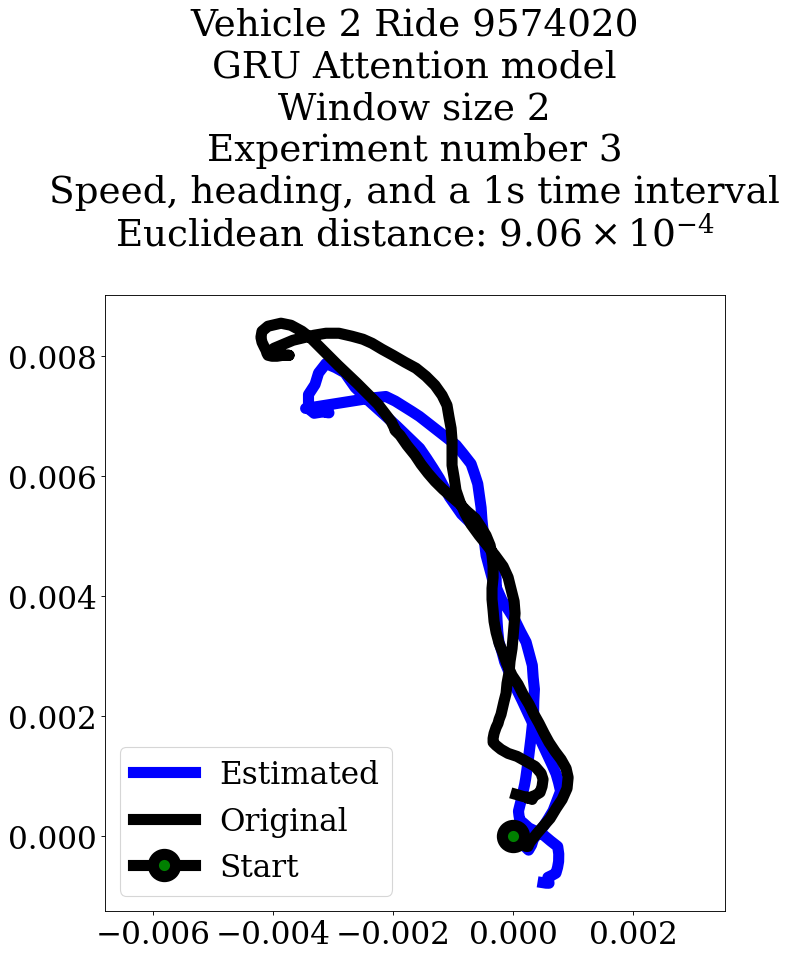 Vehicle 2 Ride 9574020
GRU Attention model
Window size 2
Experiment number 3
Speed, heading, and a 1s time interval
Euclidean distance: 9.06 × 10⁻⁴
0.008
0.006
0.004
0.002
0.000
Estimated
Original
Start
−0.006 −0.004 −0.002 0.000 0.002